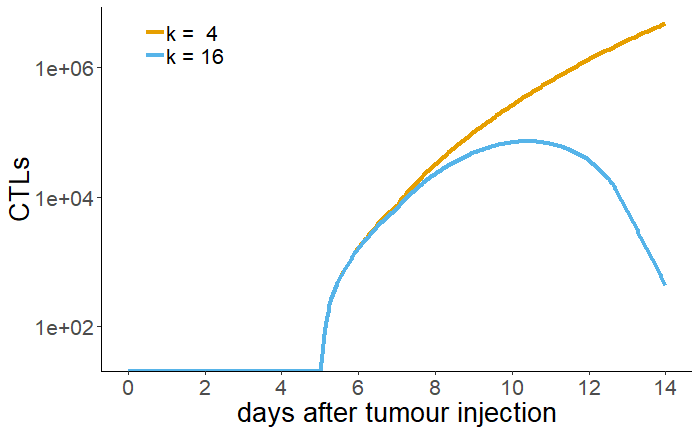 k = 4
k = 16
1e+06
1e+04
1e+02
CTLs
0 2 4 6 8 10 12 14
days after tumour injection